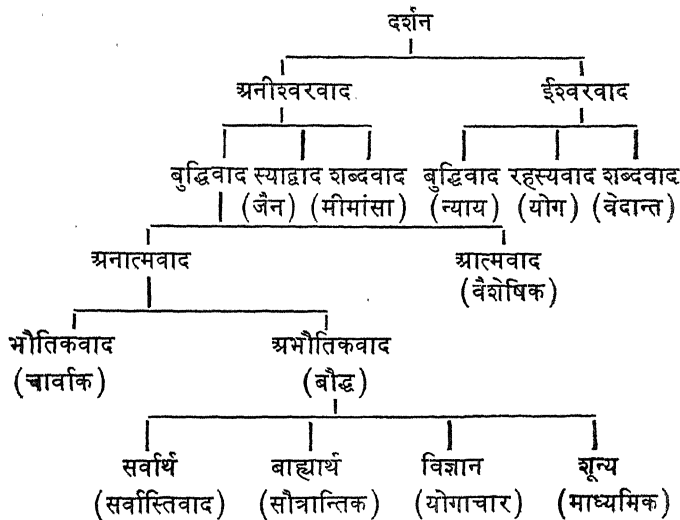 दर्शन
अनीश्वरवाद ईश्वरवाद
बुद्धिवाद स्याद्वाद शब्दवाद बुद्धिवाद रहस्यवाद शब्दवाद
(जैन) (मीमांसा) (न्याय) (योग) (वेदान्त)
अनात्मवाद आत्मवाद
(वैशेषिक)
भौतिकवाद अभौतिकवाद
(चार्वाक) (बौद्ध)
सर्वार्थ बाह्यार्थ विज्ञान शून्य
(सर्वास्तिवाद) (सौत्रान्तिक) (योगाचार) (माध्यमिक)